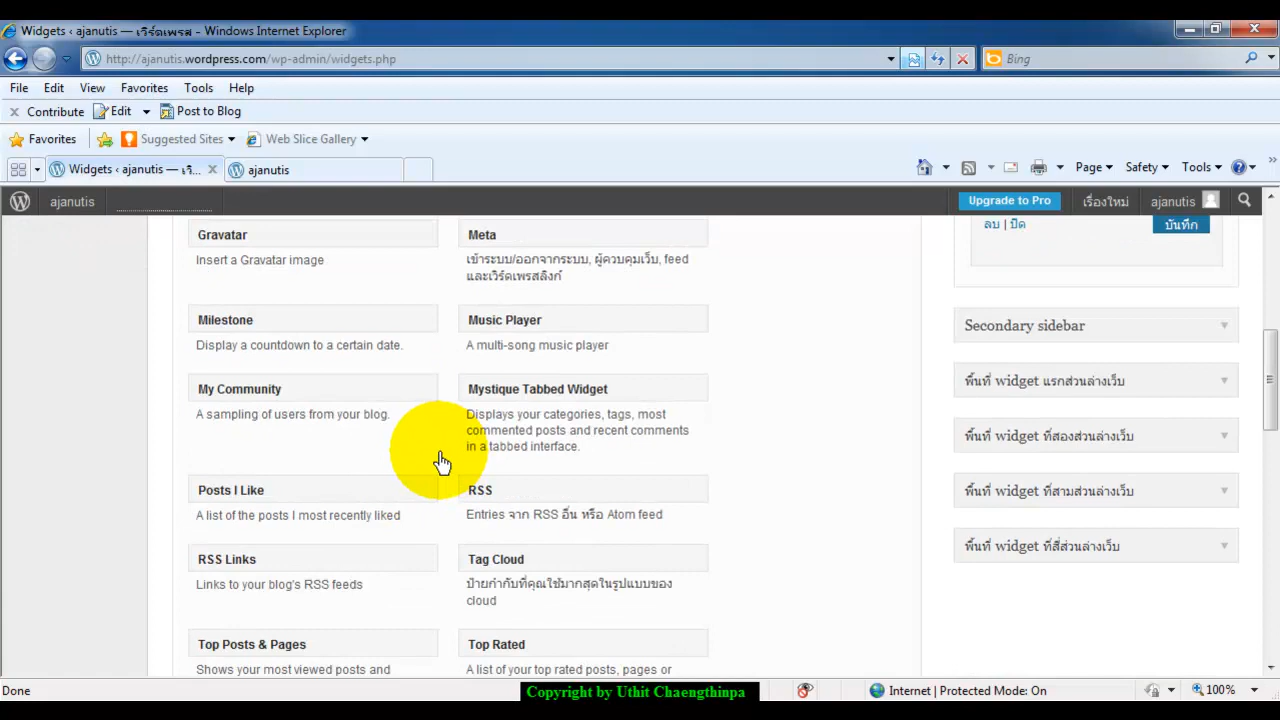 Widgets ‹ ajanutis — เวิร์ดเพรส - Windows Internet Explorer
http://ajanutis.wordpress.com/wp-admin/widgets.php
Bing
File Edit View Favorites Tools Help
Contribute Edit Post to Blog
Favorites Suggested Sites Web Slice Gallery
Widgets ‹ ajanutis — เวิ... ajanutis Page Safety Tools
ajanutis Upgrade to Pro เรื่องใหม่ ajanutis
Gravatar
Insert a Gravatar image
Meta
เข้าระบบ/ออกจากระบบ, ผู้ควบคุมเว็บ, feed
และเวิร์ดเพรสลิงก์
Milestone
Display a countdown to a certain date.
Music Player
A multi-song music player
My Community
A sampling of users from your blog.
Mystique Tabbed Widget
Displays your categories, tags, most
commented posts and recent comments
in a tabbed interface.
Posts I Like
A list of the posts I most recently liked
RSS
Entries จาก RSS อื่น หรือ Atom feed
RSS Links
Links to your blog's RSS feeds
Tag Cloud
ป้ายกำกับที่คุณใช้มากสุดในรูปแบบของ
cloud
Top Posts & Pages
Shows your most viewed posts and
Top Rated
A list of your top rated posts, pages or
ลบ | ปิด บันทึก
Secondary sidebar
พื้นที่ widget แรกส่วนล่างเว็บ
พื้นที่ widget ที่สองส่วนล่างเว็บ
พื้นที่ widget ที่สามส่วนล่างเว็บ
พื้นที่ widget ที่สี่ส่วนล่างเว็บ
Done
Copyright by Uthit Chaengthinpa
Internet | Protected Mode: On
100%